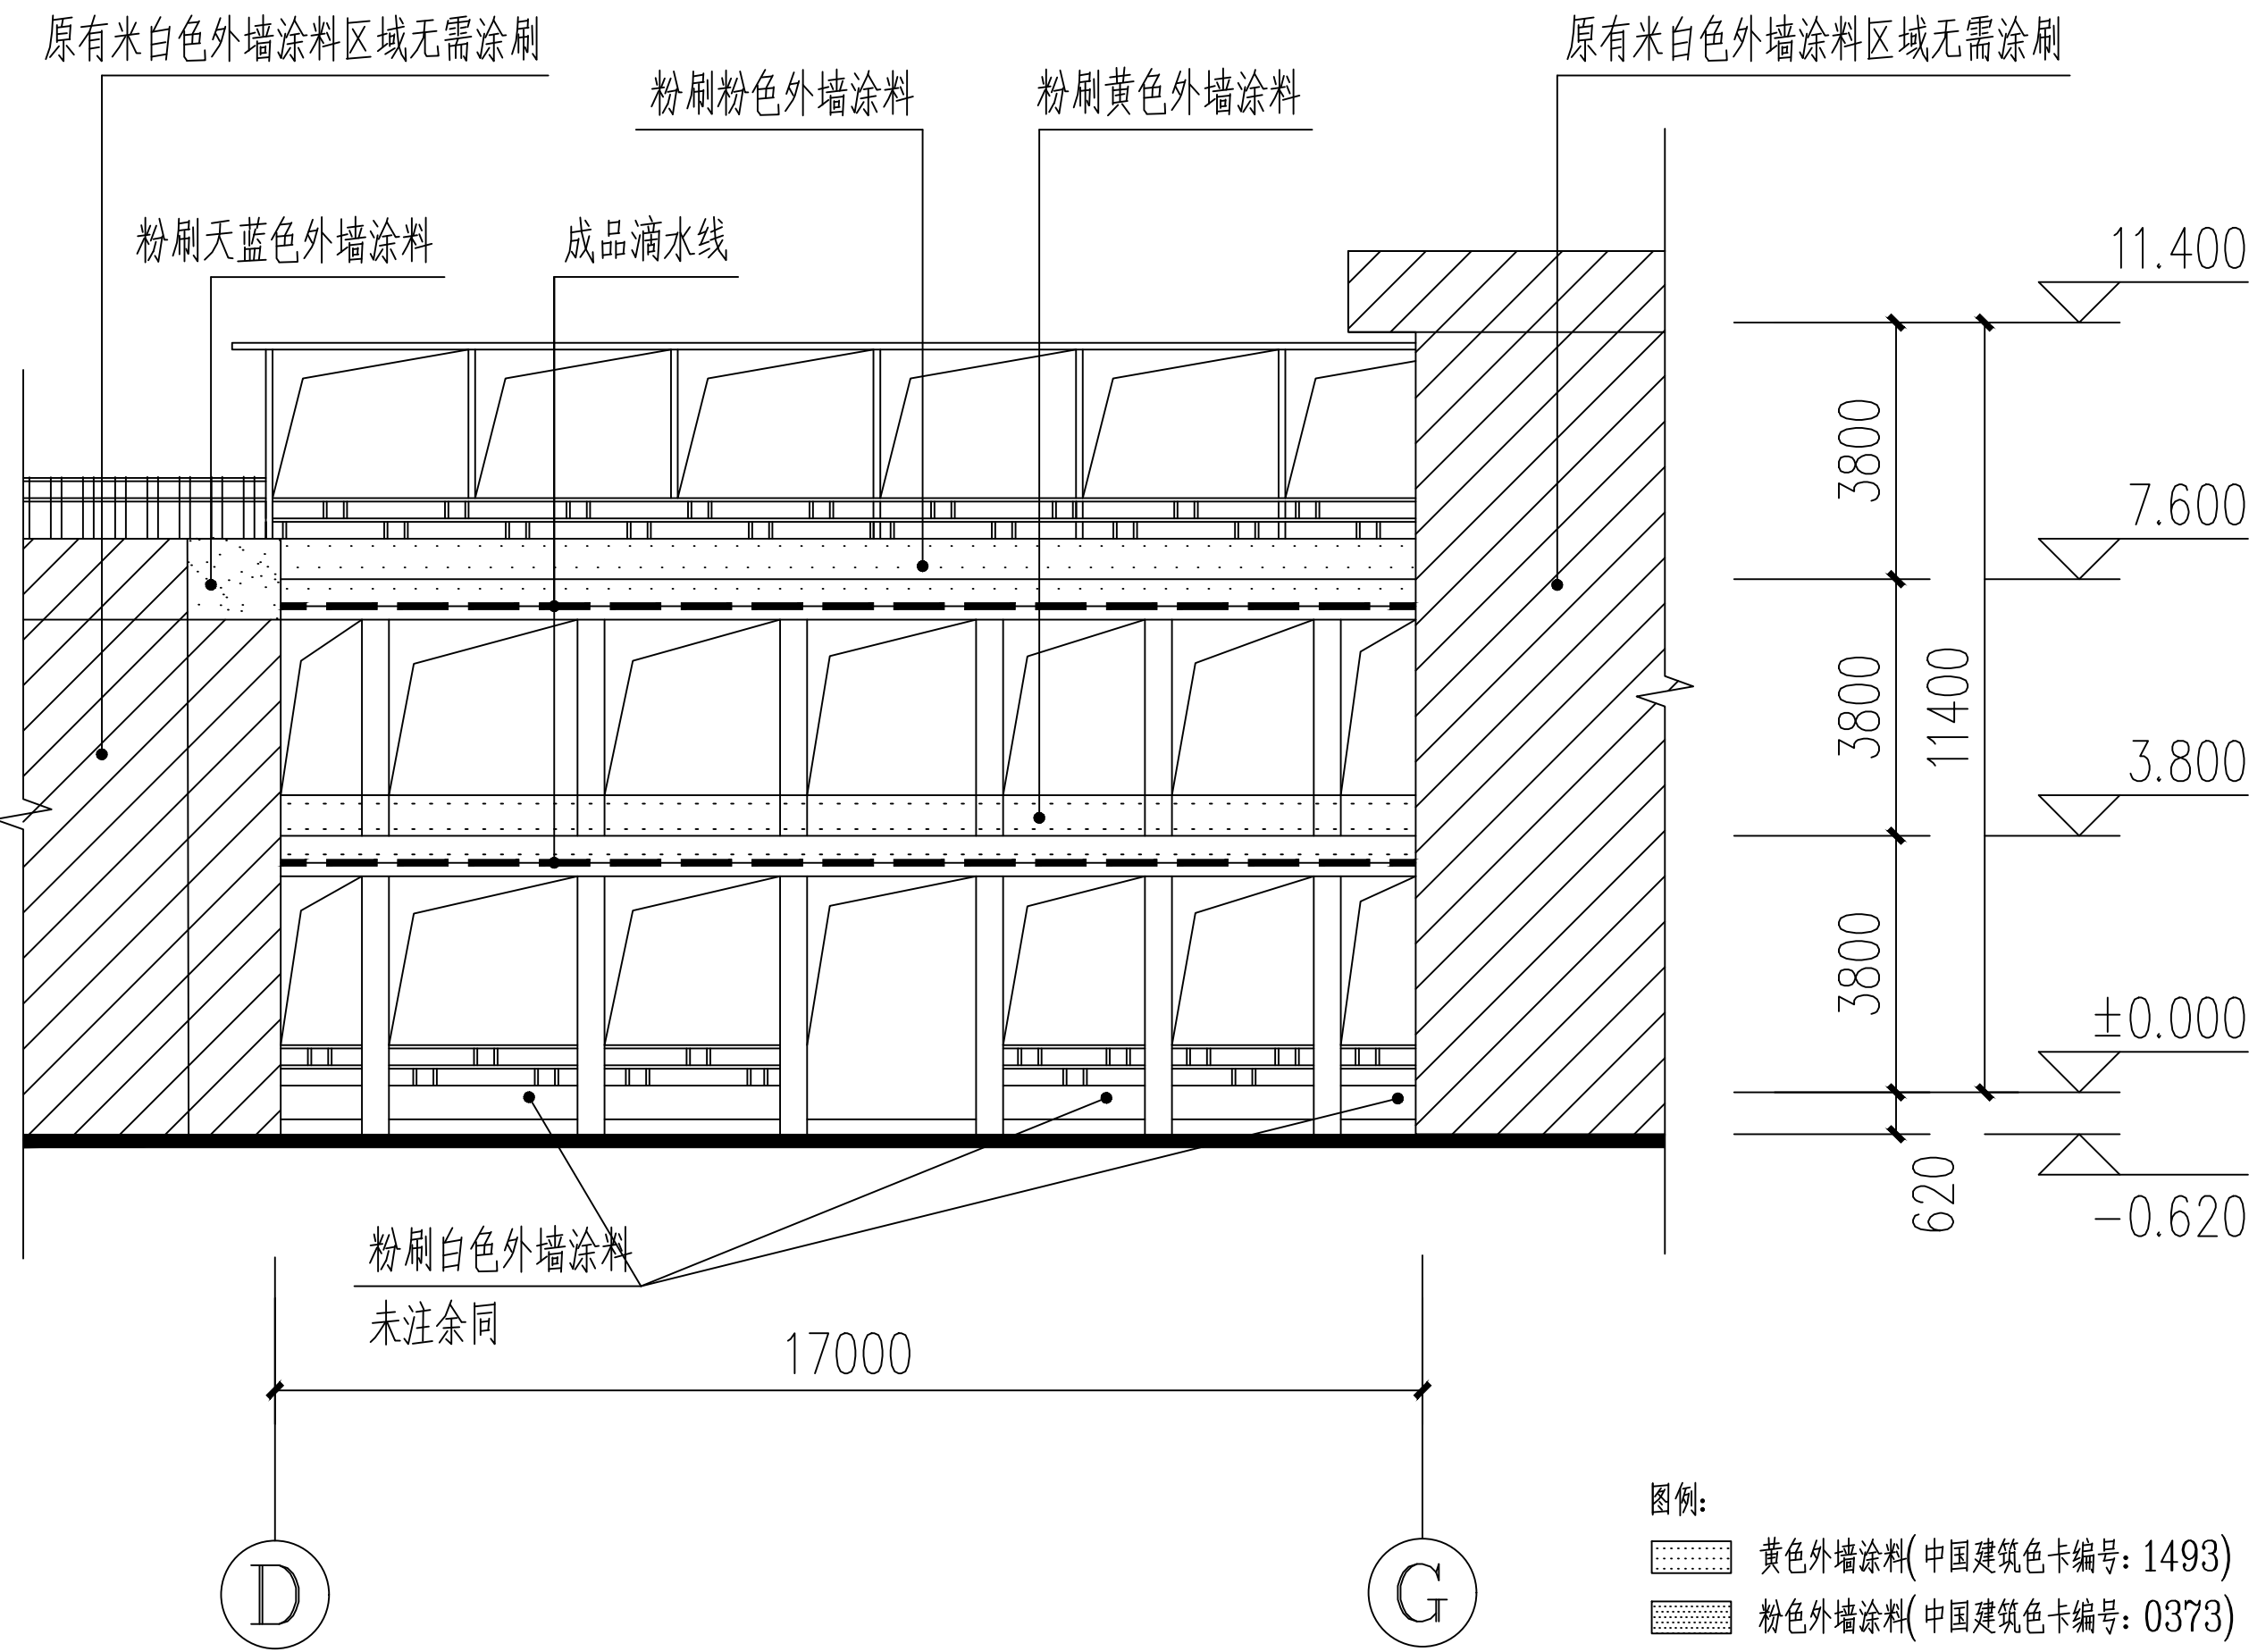 原有米白色外墙涂料区域无需涂刷
原有米白色外墙涂料区域无需涂刷
粉刷粉色外墙涂料
粉刷黄色外墙涂料
粉刷天蓝色外墙涂料
成品滴水线
11.400
3800
7.600
3800
11400
3.800
3800
±0.000
620
-0.620
粉刷白色外墙涂料
未注余同
17000
D
G
图例:
黄色外墙涂料(中国建筑色卡编号: 1493)
粉色外墙涂料(中国建筑色卡编号: 0373)